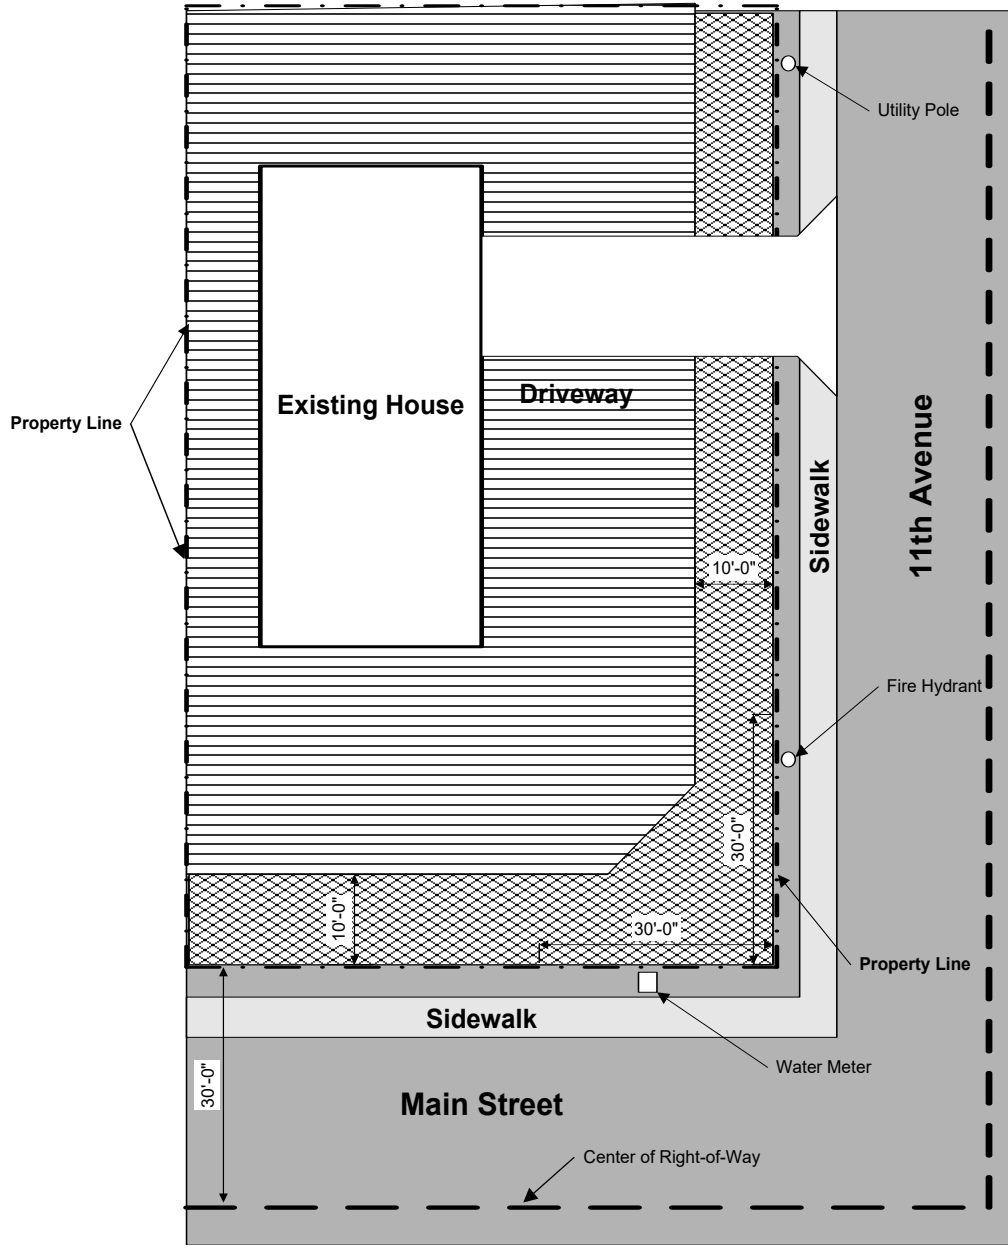 Utility Pole
Existing House
Driveway
Property Line
Sidewalk
11th Avenue
10'-0"
Fire Hydrant
30'-0"
10'-0"
30'-0"
Property Line
Sidewalk
Water Meter
30'-0"
Main Street
Center of Right-of-Way